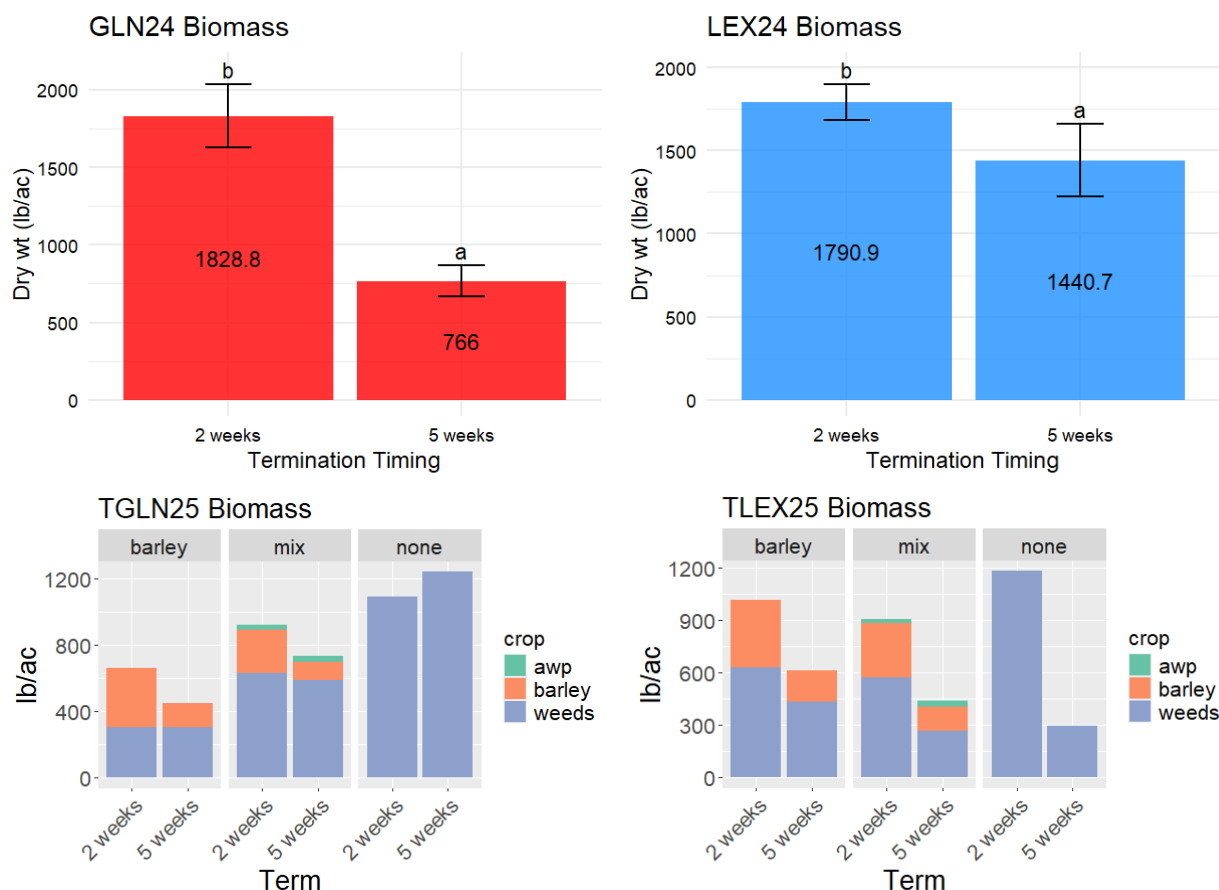 GLN24 Biomass
b
a
2000
1500
1000
500
0
Dry wt (lb/ac)
1828.8
766
2 weeks
5 weeks
Termination Timing
LEX24 Biomass
b
a
2000
1500
1000
500
0
Dry wt (lb/ac)
1790.9
1440.7
2 weeks
5 weeks
Termination Timing
TGLN25 Biomass
barley
mix
none
1200
800
400
0
lb/ac
2 weeks
5 weeks
2 weeks
5 weeks
2 weeks
5 weeks
Term
crop
awp
barley
weeds
TLEX25 Biomass
barley
mix
none
1200
900
600
300
0
lb/ac
2 weeks
5 weeks
2 weeks
5 weeks
2 weeks
5 weeks
Term
crop
awp
barley
weeds